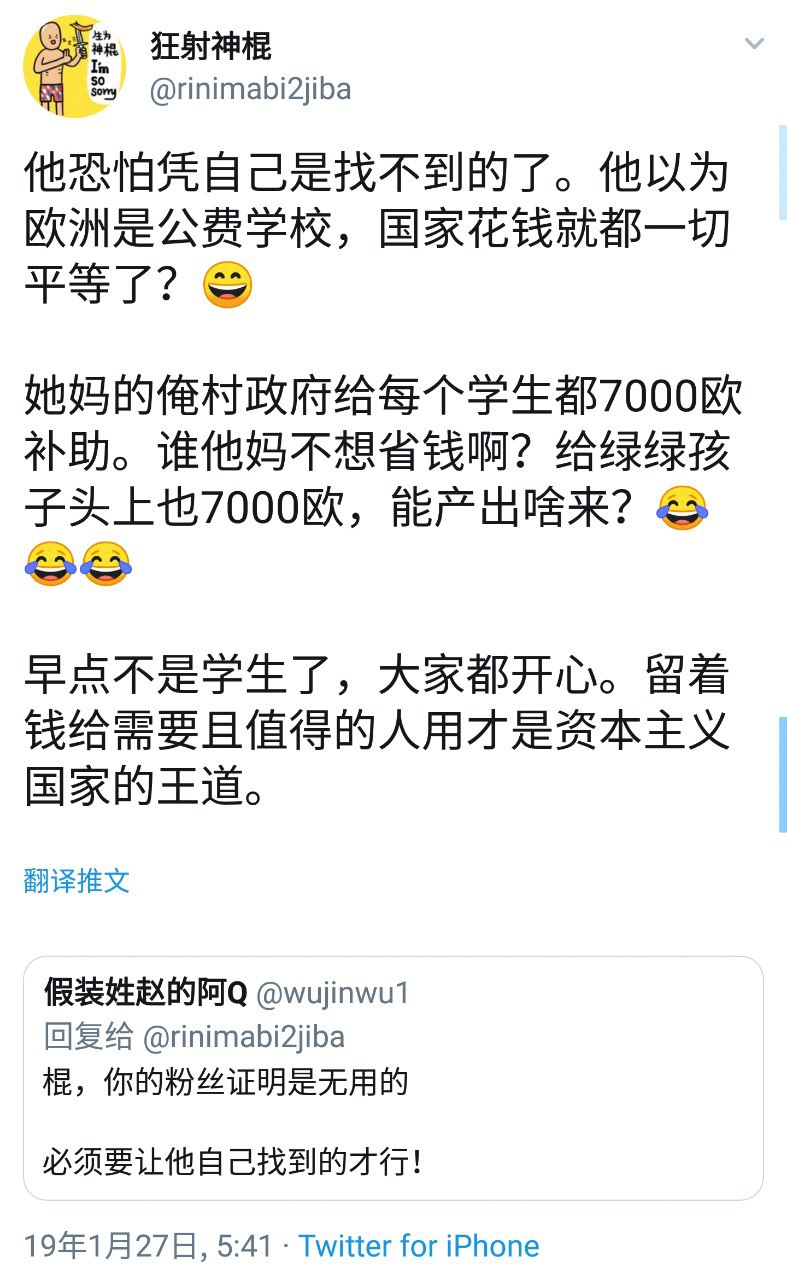 生为
神棍
I'm
so
sorry
狂射神棍
@rinimabi2jiba
他恐怕凭自己是找不到的了。他以为
欧洲是公费学校，国家花钱就都一切
平等了？😄
她妈的俺村政府给每个学生都7000欧
补助。谁他妈不想省钱啊？给绿绿孩
子头上也7000欧，能产出啥来？😂
😂😂
早点不是学生了，大家都开心。留着
钱给需要且值得的人用才是资本主义
国家的王道。
翻译推文
假装姓赵的阿Q @wujinwu1
回复给 @rinimabi2jiba
棍，你的粉丝证明是无用的
必须要让他自己找到的才行！
19年1月27日, 5:41 · Twitter for iPhone